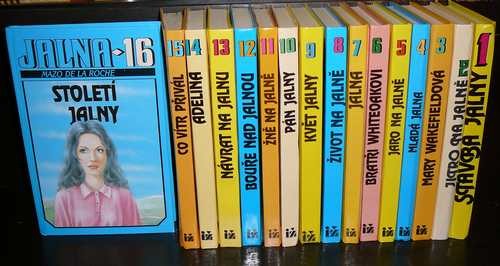 JALNA-16
MAZO DE LA ROCHE
STOLETÍ
JALNY
15 CO VÍTR PŘIVÁL
14 ADELINA
13 NÁVRAT NA JALNU
12 BOUŘE NAD JALNOU
11 ŽNĚ NA JALNĚ
10 PÁN JALNY
9 KVĚT JALNY
8 ŽIVOT NA JALNĚ
7 JALNA
6 BRATŘI WHITEOAKOVI
5 JARO NA JALNĚ
4 MLADÁ JALNA
3 MARY WAKEFIELDOVÁ
2 JITRO NA JALNĚ
1 STAVBA JALNY